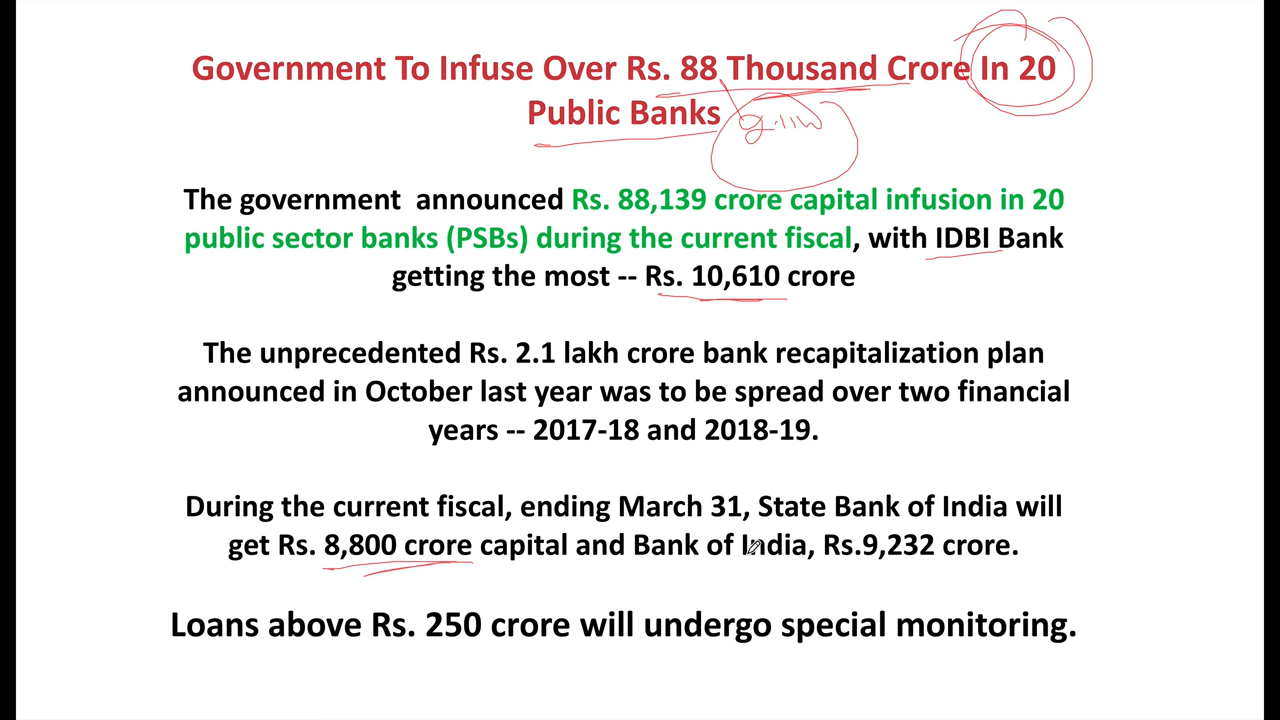 Government To Infuse Over Rs. 88 Thousand Crore In 20
Public Banks
The government announced Rs. 88,139 crore capital infusion in 20
public sector banks (PSBs) during the current fiscal, with IDBI Bank
getting the most -- Rs. 10,610 crore
The unprecedented Rs. 2.1 lakh crore bank recapitalization plan
announced in October last year was to be spread over two financial
years -- 2017-18 and 2018-19.
During the current fiscal, ending March 31, State Bank of India will
get Rs. 8,800 crore capital and Bank of India, Rs.9,232 crore.
Loans above Rs. 250 crore will undergo special monitoring.